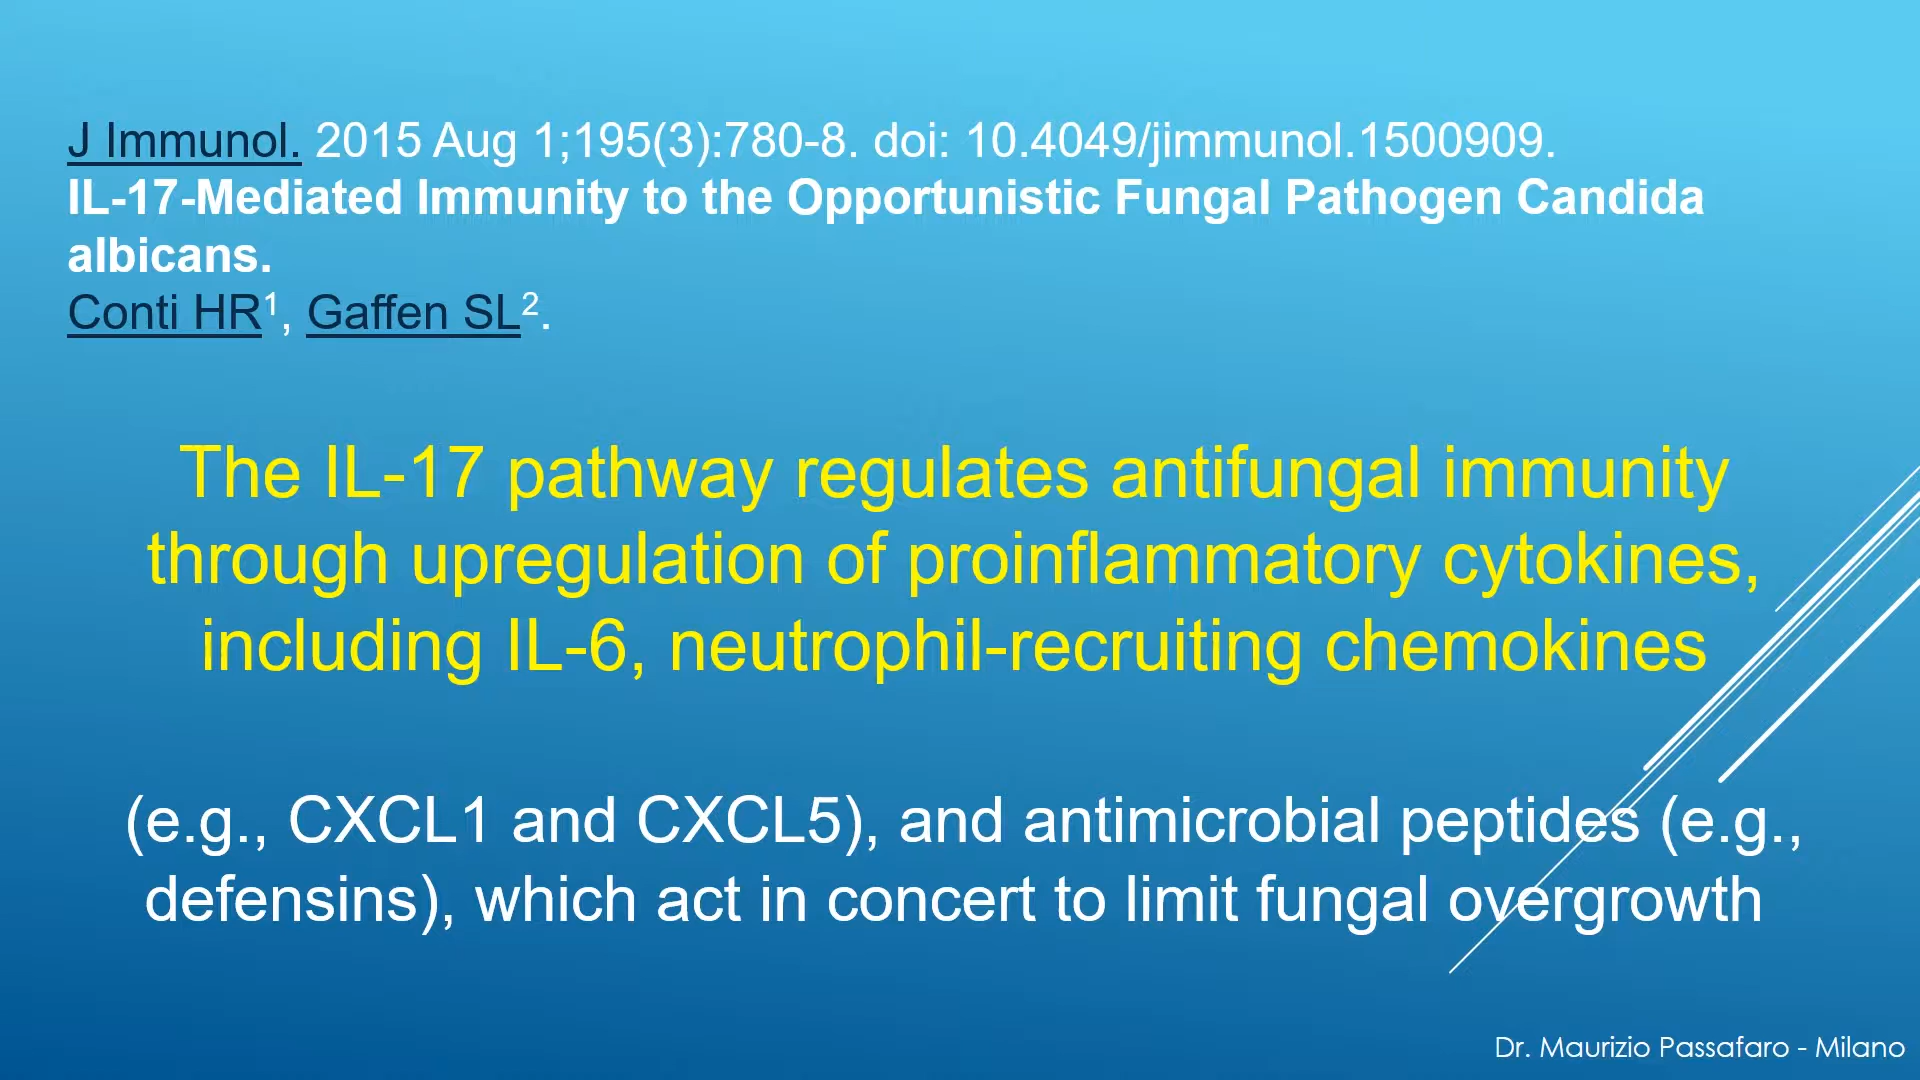 J Immunol. 2015 Aug 1;195(3):780-8. doi: 10.4049/jimmunol.1500909.
IL-17-Mediated Immunity to the Opportunistic Fungal Pathogen Candida
albicans.
Conti HR1, Gaffen SL2.
The IL-17 pathway regulates antifungal immunity
through upregulation of proinflammatory cytokines,
including IL-6, neutrophil-recruiting chemokines
(e.g., CXCL1 and CXCL5), and antimicrobial peptides (e.g.,
defensins), which act in concert to limit fungal overgrowth
Dr. Maurizio Passafaro - Milano